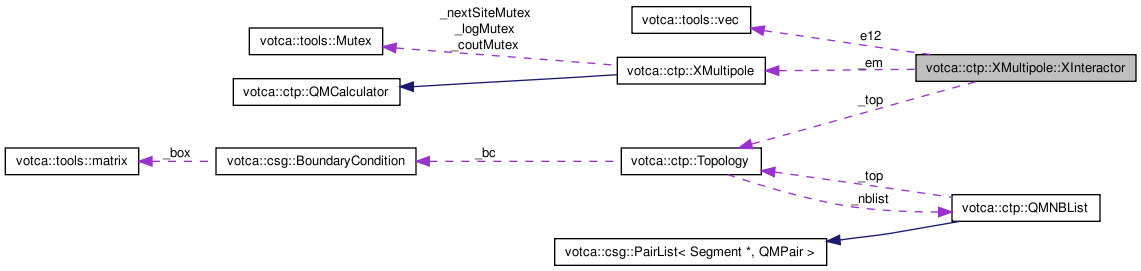 _nextSiteMutex
_logMutex
_coutMutex
votca::tools::vec
votca::tools::Mutex
e12
votca::ctp::XMultipole
_em
votca::ctp::XMultipole::XInteractor
votca::ctp::QMCalculator
_top
votca::tools::matrix
_box
votca::csg::BoundaryCondition
_bc
votca::ctp::Topology
_top
_nblist
votca::ctp::QMNBList
votca::csg::PairList< Segment *, QMPair >